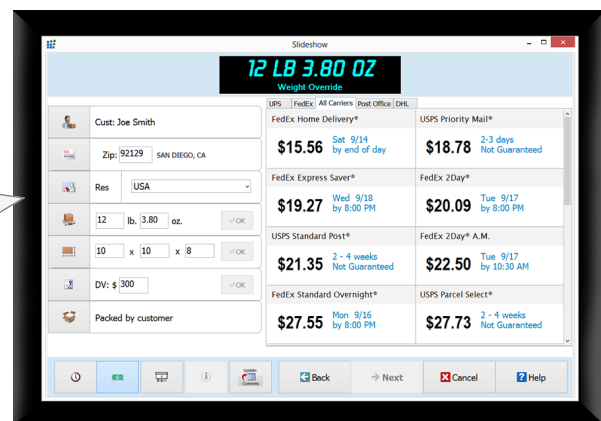 Slideshow
12 LB 3.80 OZ
Weight Override
UPS FedEx All Carriers Post Office DHL
Cust: Joe Smith
Zip: 92129 SAN DIEGO, CA
Res USA
12 lb. 3.80 oz. OK
10 x 10 x 8 OK
DV: $ 300 OK
Packed by customer
FedEx Home Delivery®
$15.56 Sat 9/14
by end of day
USPS Priority Mail®
$18.78 2-3 days
Not Guaranteed
FedEx Express Saver®
$19.27 Wed 9/18
by 8:00 PM
FedEx 2Day®
$20.09 Tue 9/17
by 8:00 PM
USPS Standard Post®
$21.35 2 - 4 weeks
Not Guaranteed
FedEx 2Day® A.M.
$22.50 Tue 9/17
by 10:30 AM
FedEx Standard Overnight®
$27.55 Mon 9/16
by 8:00 PM
USPS Parcel Select®
$27.73 2 - 4 weeks
Not Guaranteed
Update
Commits
Back
Next
Cancel
Help